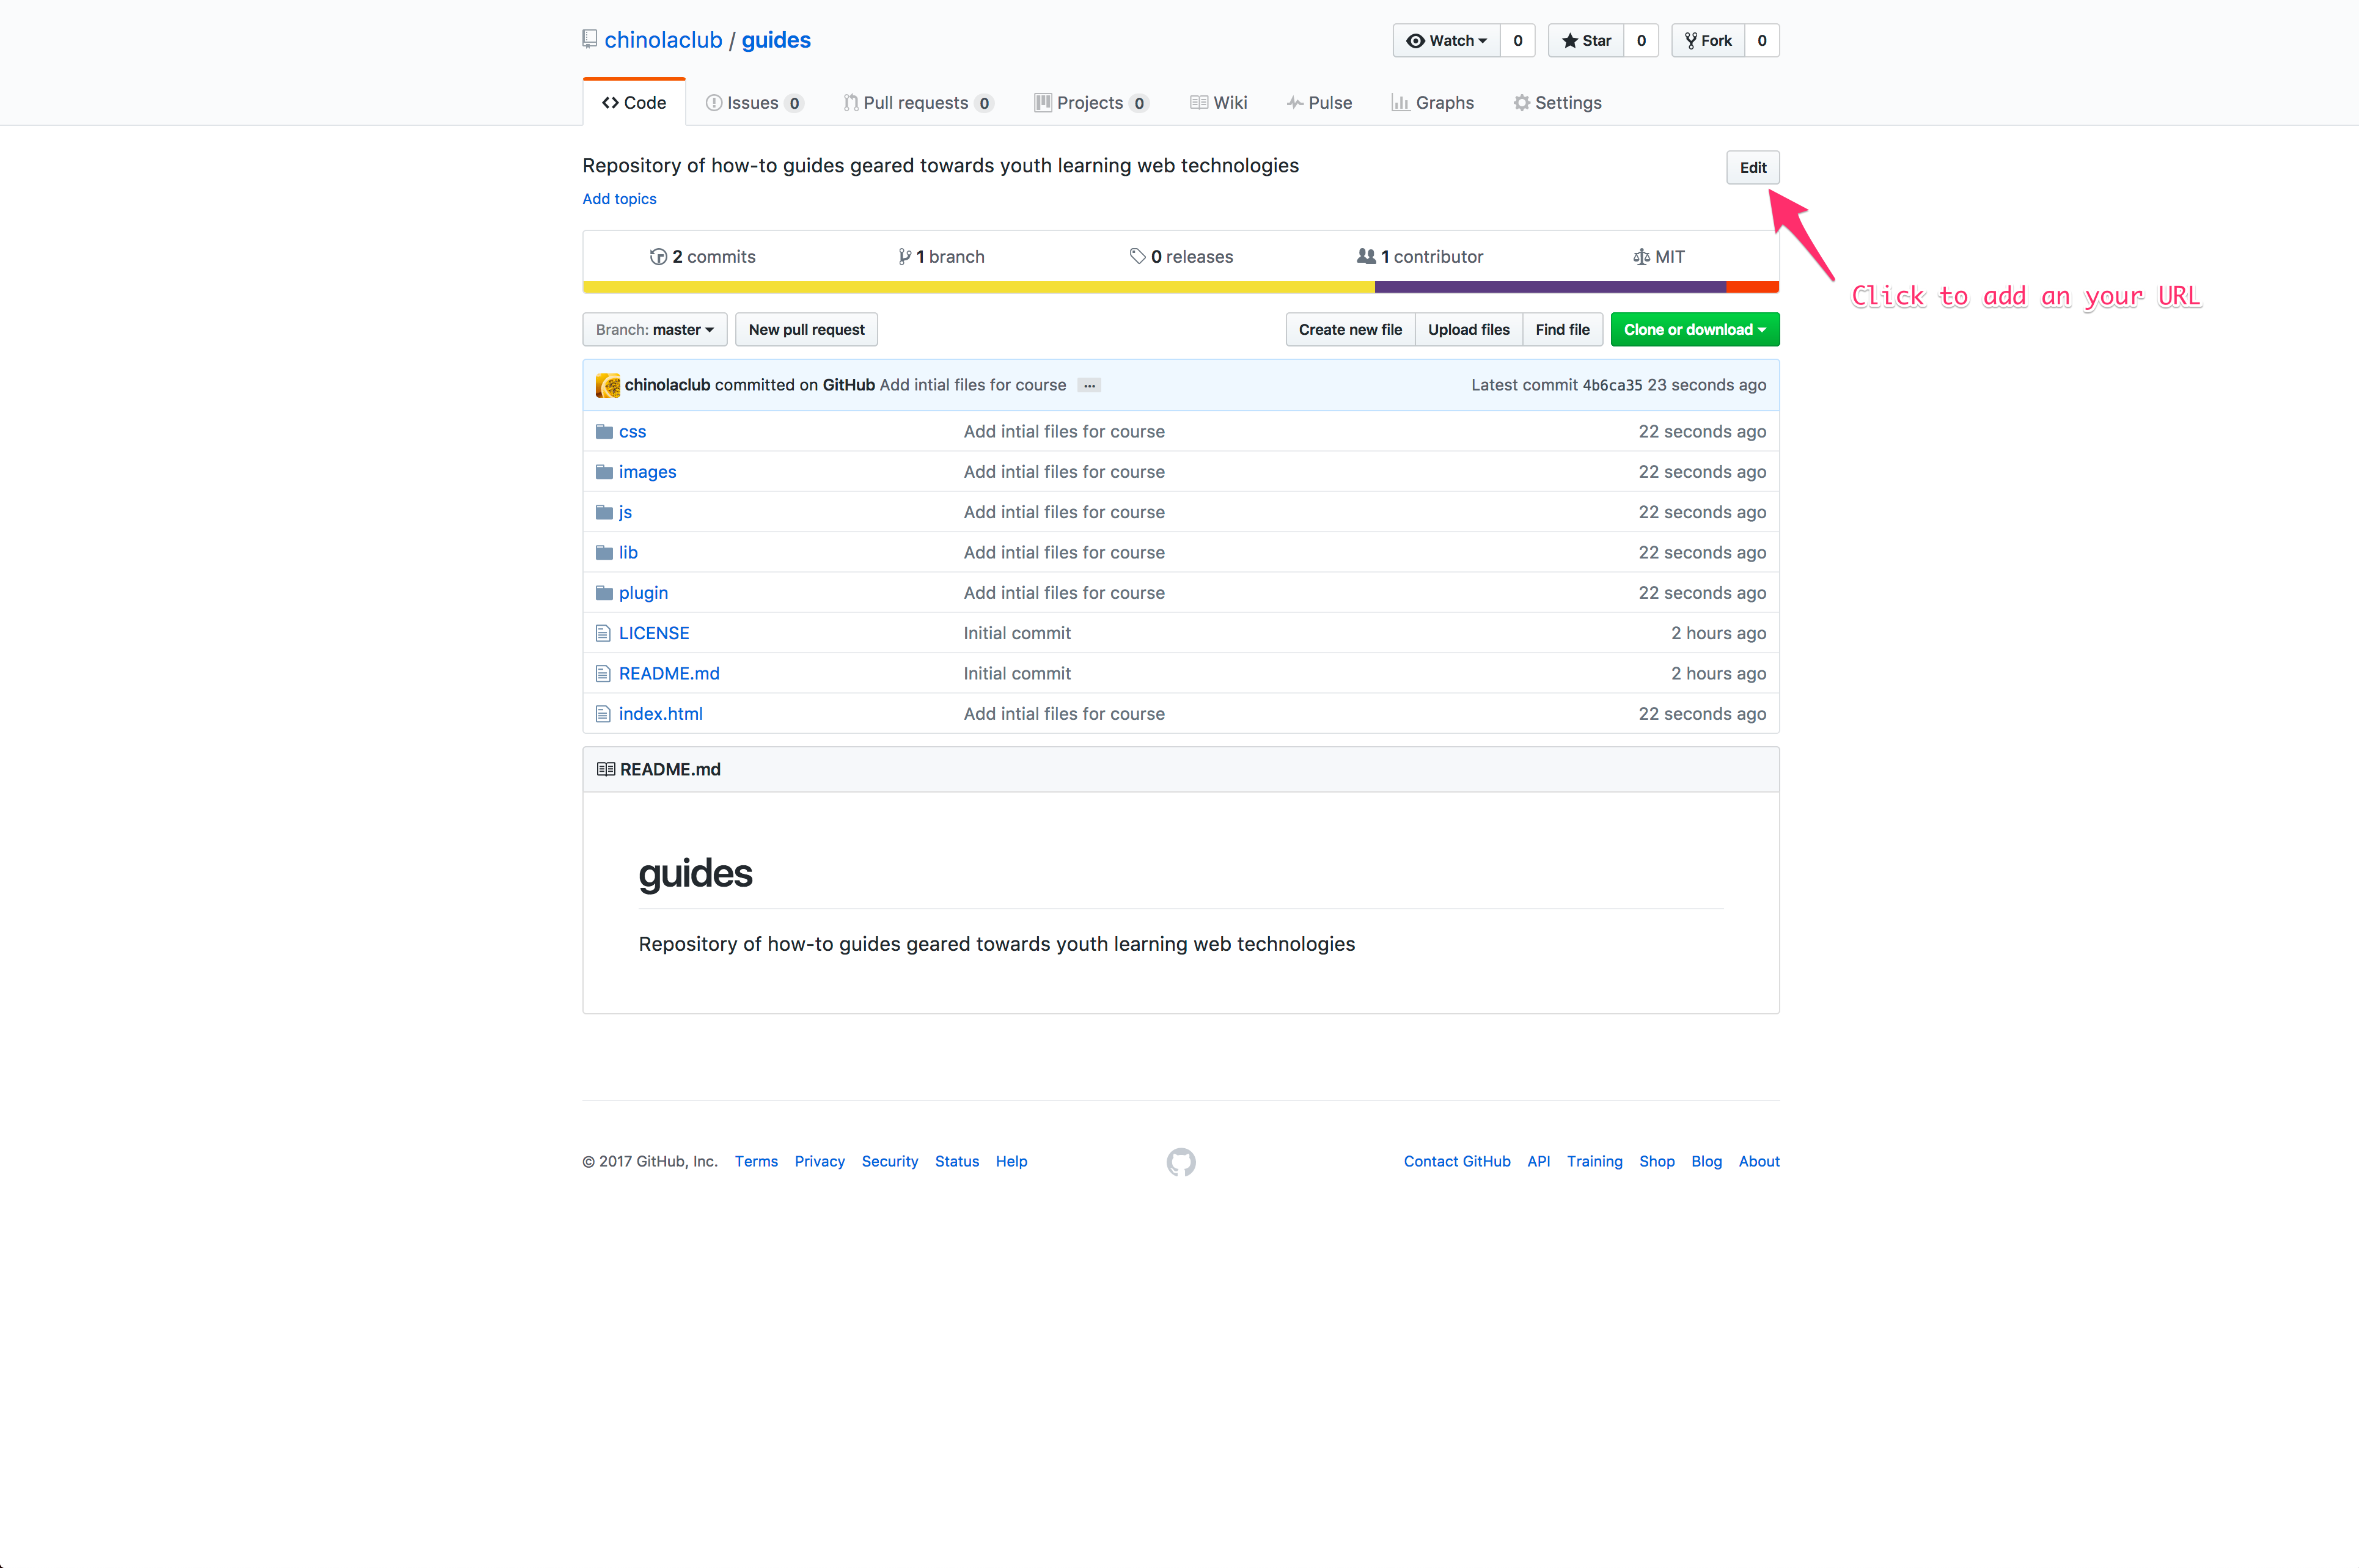 chinolaclub / guides
Watch 0 Star 0 Fork 0
Code Issues 0 Pull requests 0 Projects 0 Wiki Pulse Graphs Settings
Repository of how-to guides geared towards youth learning web technologies
Edit
Add topics
2 commits 1 branch 0 releases 1 contributor MIT
Click to add an your URL
Branch: master New pull request Create new file Upload files Find file Clone or download
chinolaclub committed on GitHub Add intial files for course ... Latest commit 4b6ca35 23 seconds ago
css Add intial files for course 22 seconds ago
images Add intial files for course 22 seconds ago
js Add intial files for course 22 seconds ago
lib Add intial files for course 22 seconds ago
plugin Add intial files for course 22 seconds ago
LICENSE Initial commit 2 hours ago
README.md Initial commit 2 hours ago
index.html Add intial files for course 22 seconds ago
README.md
guides
Repository of how-to guides geared towards youth learning web technologies
© 2017 GitHub, Inc. Terms Privacy Security Status Help Contact GitHub API Training Shop Blog About